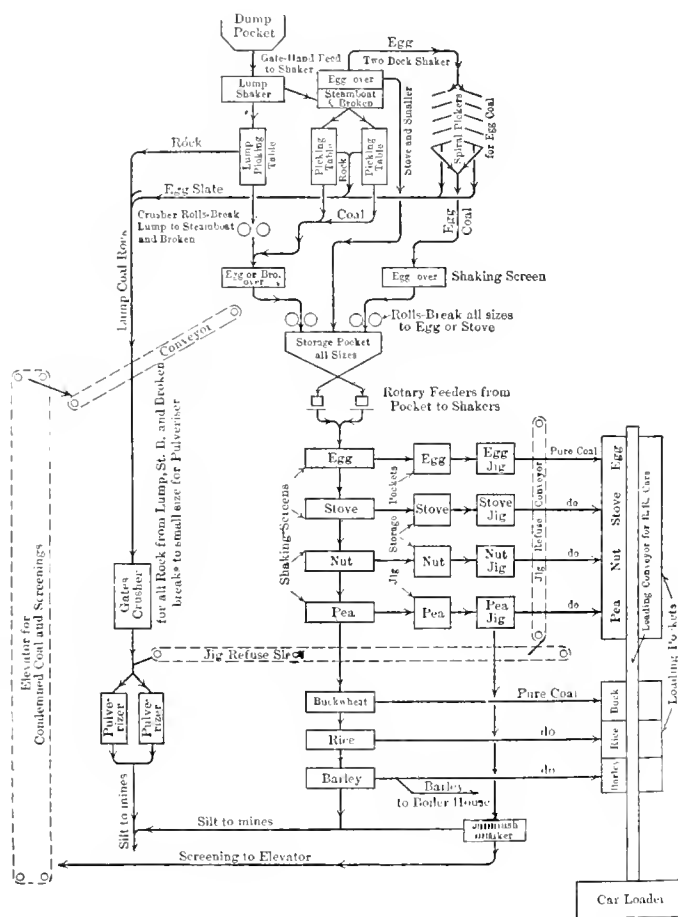 Dump
Pocket
Gate-Hand Feed
to Shaker
Egg
Two Deck Shaker
Lump
Shaker
Egg over
Steamboat
& Broken
Stove and Smaller
Spiral Pickers
for Egg Coal
Rock
Lump
Picking
Table
Picking
Table
Rock
Picking
Table
Egg Slate
Crusher Rolls-Break
Lump to Steamboat
and Broken
Coal
Egg
Coal
Lump Coal Rock
Egg or Bro.
over
Egg over
Shaking Screen
Conveyor
Rolls-Break all sizes
to Egg or Stove
Storage Pocket
all Sizes
Rotary Feeders from
Pocket to Shakers
Elevator for
Condemned Coal and Screenings
Gates
Crusher
for all Rock from Lump, St. B. and Broken
breaks to small size for Pulveriser
Shaking Screens
Egg
Stove
Nut
Pea
Jig
Storage
Pockets
Egg
Stove
Nut
Pea
Egg
Jig
Stove
Jig
Nut
Jig
Pea
Jig
Jig Refuse Conveyor
Pure Coal
do
do
do
Egg
Stove
Nut
Pea
Loading Conveyor for R.R. Cars
Loading Pockets
Jig Refuse
Pulverizer
Pulverizer
Buckwheat
Pure Coal
Buck
Rice
do
Rice
Barley
do
Barley
Barley
to Boiler House
Silt to mines
Silt to mines
Shaker
Screening to Elevator
Car Loader